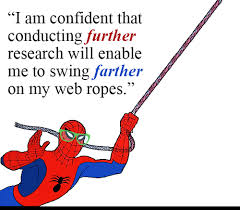 “I am confident that
conducting further
research will enable
me to swing farther
on my web ropes.”